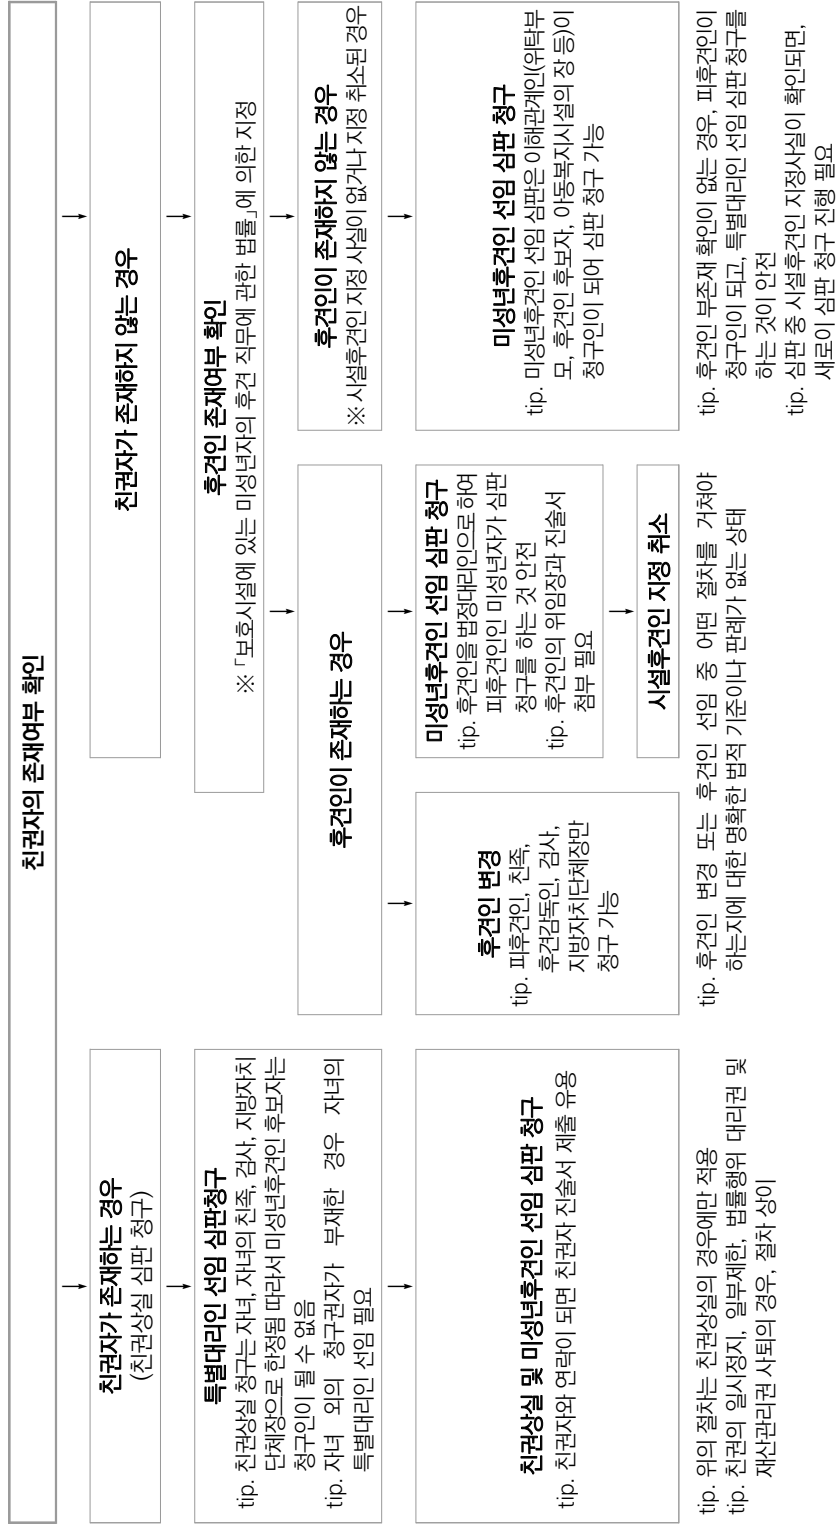 친권자의 존재여부 확인
친권자가 존재하는 경우
(친권상실 심판 청구)
특별대리인 선임 심판청구
tip. 친권상실 청구는 자녀, 자녀의 친족, 검사, 지방자치
단체장으로 한정됨 따라서 미성년후견인 후보자는
청구인이 될 수 없음
tip. 자녀 외의 청구권자가 부재한 경우 자녀의
특별대리인 선임 필요
친권상실 및 미성년후견인 선임 심판 청구
tip. 친권자와 연락이 되면 친권자 진술서 제출 유용
tip. 위의 절차는 친권상실의 경우에만 적용
tip. 친권의 일시정지, 일부제한, 법률행위 대리권 및
재산관리권 사퇴의 경우, 절차 상이
친권자가 존재하지 않는 경우
후견인 존재여부 확인
※ 「보호시설에 있는 미성년자의 후견 직무에 관한 법률」에 의한 지정
후견인이 존재하는 경우
후견인 변경
tip. 피후견인, 친족,
후견감독인, 검사,
지방자치단체장만
청구 가능
미성년후견인 선임 심판 청구
tip. 후견인을 법정대리인으로 하여
피후견인인 미성년자가 심판
청구를 하는 것 안전
tip. 후견인의 위임장과 진술서
첨부 필요
시설후견인 지정 취소
tip. 후견인 변경 또는 후견인 선임 중 어떤 절차를 거쳐야
하는지에 대한 명확한 법적 기준이나 판례가 없는 상태
후견인이 존재하지 않는 경우
※ 시설후견인 지정 사실이 없거나 지정 취소된 경우
미성년후견인 선임 심판 청구
tip. 미성년후견인 선임 심판은 이해관계인(위탁부
모, 후견인 후보자, 아동복지시설의 장 등)이
청구인이 되어 심판 청구 가능
tip. 후견인 부존재 확인이 없는 경우, 피후견인이
청구인이 되고, 특별대리인 선임 심판 청구를
하는 것이 안전
tip. 심판 중 시설후견인 지정사실이 확인되면,
새로이 심판 청구 진행 필요